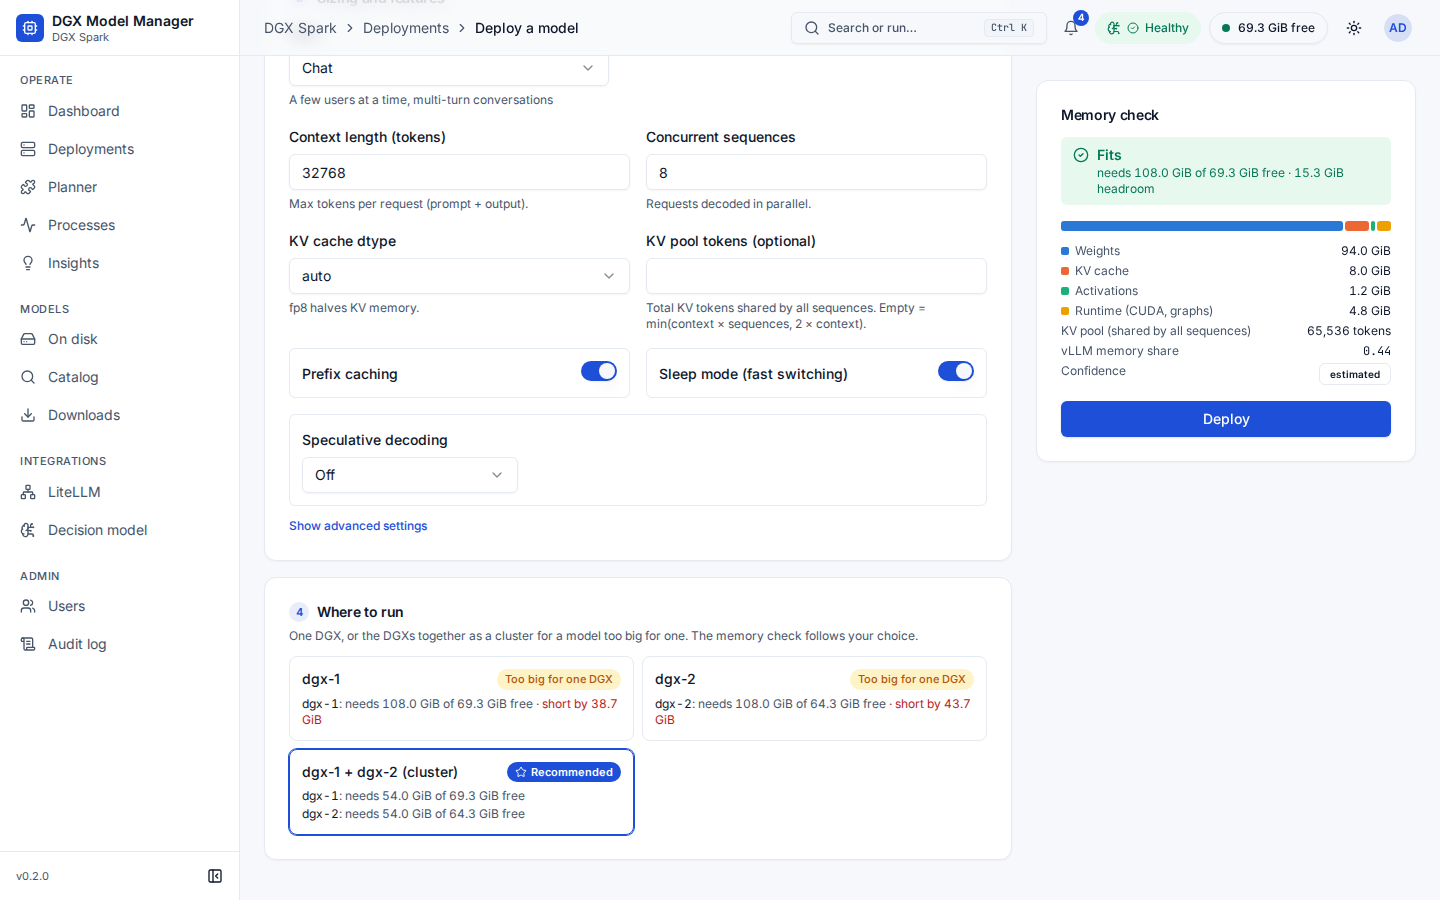 DGX Model Manager
DGX Spark
OPERATE
Dashboard
Deployments
Planner
Processes
Insights
MODELS
On disk
Catalog
Downloads
INTEGRATIONS
LiteLLM
Decision model
ADMIN
Users
Audit log
v0.2.0
DGX Spark > Deployments > Deploy a model
Search or run...
Ctrl K
4
Healthy
69.3 GiB free
AD
Sizing and features
Chat
A few users at a time, multi-turn conversations
Context length (tokens)
32768
Max tokens per request (prompt + output).
Concurrent sequences
8
Requests decoded in parallel.
KV cache dtype
auto
fp8 halves KV memory.
KV pool tokens (optional)
Total KV tokens shared by all sequences. Empty =
min(context × sequences, 2 × context).
Prefix caching
Sleep mode (fast switching)
Speculative decoding
Off
Show advanced settings
4 Where to run
One DGX, or the DGXs together as a cluster for a model too big for one. The memory check follows your choice.
dgx-1 Too big for one DGX
dgx-1: needs 108.0 GiB of 69.3 GiB free · short by 38.7
GiB
dgx-2 Too big for one DGX
dgx-2: needs 108.0 GiB of 64.3 GiB free · short by 43.7
GiB
dgx-1 + dgx-2 (cluster) Recommended
dgx-1: needs 54.0 GiB of 69.3 GiB free
dgx-2: needs 54.0 GiB of 64.3 GiB free
Memory check
Fits
needs 108.0 GiB of 69.3 GiB free · 15.3 GiB
headroom
Weights 94.0 GiB
KV cache 8.0 GiB
Activations 1.2 GiB
Runtime (CUDA, graphs) 4.8 GiB
KV pool (shared by all sequences) 65,536 tokens
vLLM memory share 0.44
Confidence estimated
Deploy